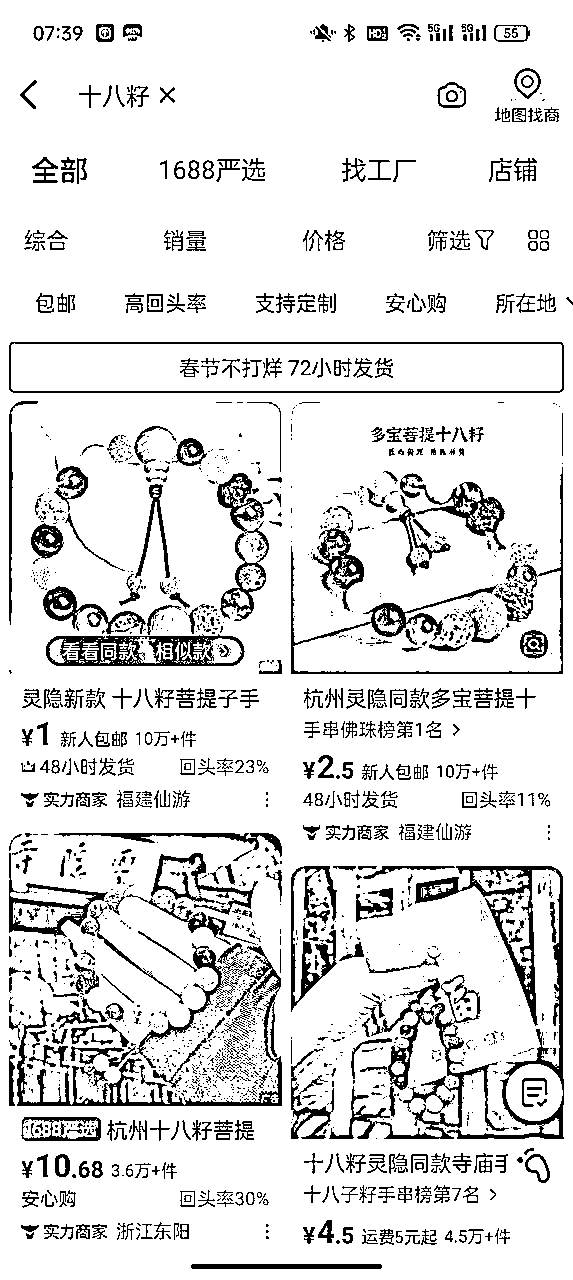 07:39
55
十八籽 ×
地图找商
全部 1688严选 找工厂 店铺
综合 销量 价格 筛选
包邮 高回头率 支持定制 安心购 所在地
春节不打烊 72小时发货
看看同款、相似款
灵隐新款 十八籽菩提子手
¥1 新人包邮 10万+件
48小时发货 回头率23%
实力商家 福建仙游
多宝菩提十八籽
杭州灵隐同款多宝菩提十
手串佛珠榜第1名 >
¥2.5 新人包邮 10万+件
48小时发货 回头率11%
实力商家 福建仙游
1688严选 杭州十八籽菩提
¥10.68 3.6万+件
安心购 回头率30%
实力商家 浙江东阳
十八籽灵隐同款寺庙手
十八子籽手串榜第7名 >
¥4.5 运费5元起 4.5万+件